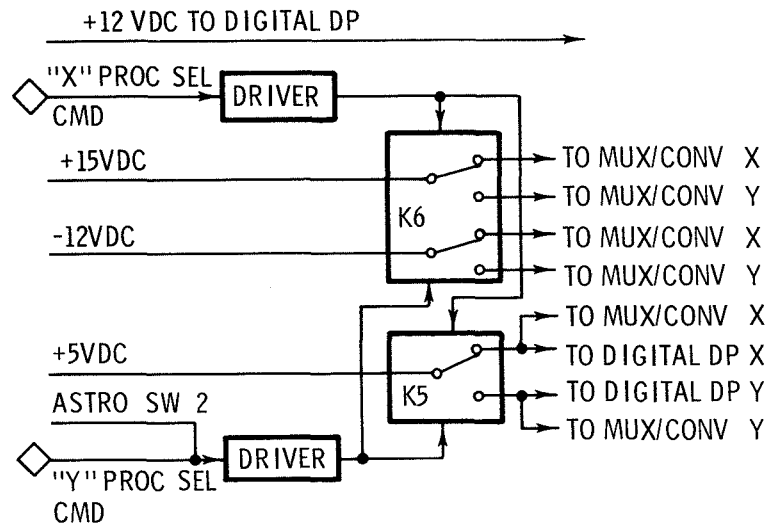 +12 VDC TO DIGITAL DP
"X" PROC SEL
CMD
DRIVER
+15VDC
TO MUX/CONV X
TO MUX/CONV Y
K6
-12VDC
TO MUX/CONV X
TO MUX/CONV Y
TO MUX/CONV X
+5VDC
TO DIGITAL DP X
K5
TO DIGITAL DP Y
ASTRO SW 2
TO MUX/CONV Y
DRIVER
"Y" PROC SEL
CMD